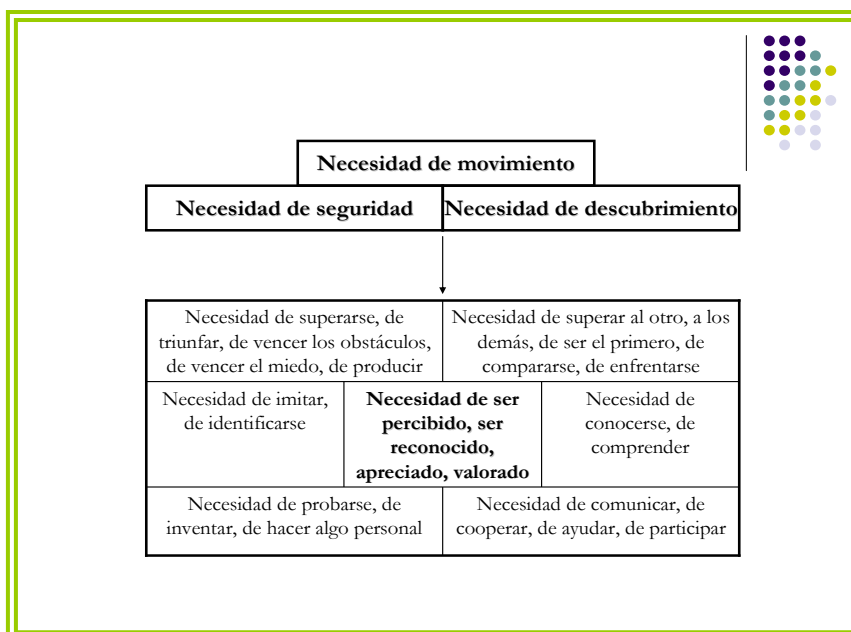 Necesidad de movimiento
Necesidad de seguridad
Necesidad de descubrimiento
Necesidad de superarse, de
triunfar, de vencer los obstáculos,
de vencer el miedo, de producir
Necesidad de superar al otro, a los
demás, de ser el primero, de
compararse, de enfrentarse
Necesidad de imitar,
de identificarse
Necesidad de ser
percibido, ser
reconocido,
apreciado, valorado
Necesidad de
conocerse, de
comprender
Necesidad de probarse, de
inventar, de hacer algo personal
Necesidad de comunicar, de
cooperar, de ayudar, de participar